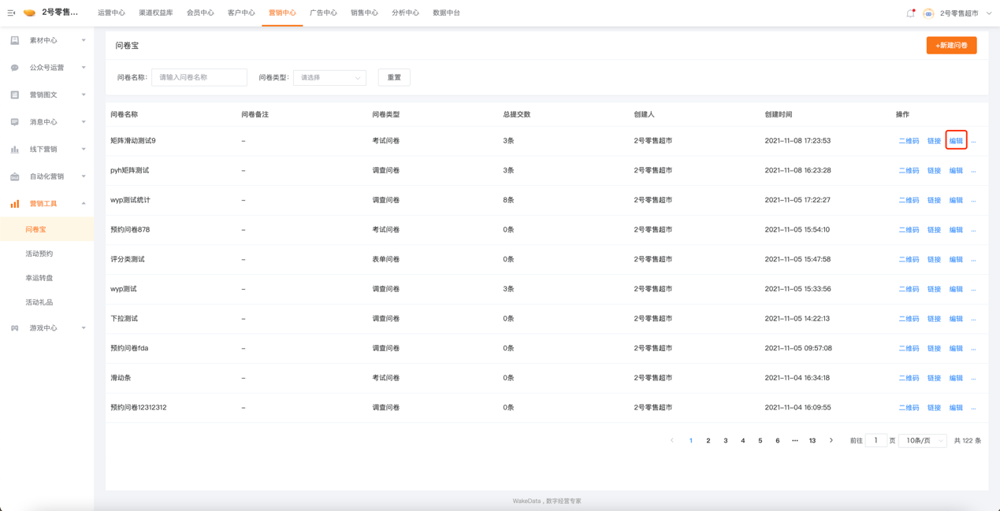 2号零售... 运营中心 渠道权益库 会员中心 客户中心 营销中心 广告中心 销售中心 分析中心 数据中台 2号零售超市
素材中心
公众号运营
营销图文
消息中心
线下营销
自动化营销
营销工具
问卷宝
活动预约
幸运转盘
活动礼品
游戏中心
问卷宝 +新建问卷
问卷名称: 请输入问卷名称 问卷类型: 请选择 重置
问卷名称 问卷备注 问卷类型 总提交数 创建人 创建时间 操作
矩阵滑动测试9 – 考试问卷 3条 2号零售超市 2021-11-08 17:23:53 二维码 链接 编辑 ...
pyh矩阵测试 – 调查问卷 3条 2号零售超市 2021-11-08 16:23:28 二维码 链接 编辑 ...
wyp测试统计 – 调查问卷 8条 2号零售超市 2021-11-05 17:22:27 二维码 链接 编辑 ...
预约问卷878 – 考试问卷 0条 2号零售超市 2021-11-05 15:54:10 二维码 链接 编辑 ...
评分类测试 – 表单问卷 0条 2号零售超市 2021-11-05 15:47:58 二维码 链接 编辑 ...
wyp测试 – 调查问卷 3条 2号零售超市 2021-11-05 15:33:56 二维码 链接 编辑 ...
下拉测试 – 调查问卷 0条 2号零售超市 2021-11-05 14:22:13 二维码 链接 编辑 ...
预约问卷fda – 调查问卷 0条 2号零售超市 2021-11-05 09:57:08 二维码 链接 编辑 ...
滑动条 – 考试问卷 0条 2号零售超市 2021-11-04 16:34:18 二维码 链接 编辑 ...
预约问卷12312312 – 调查问卷 0条 2号零售超市 2021-11-04 16:09:55 二维码 链接 编辑 ...
< 1 2 3 4 5 6 ••• 13 > 前往 1 页 10条/页 共 122 条
WakeData，数字经营专家